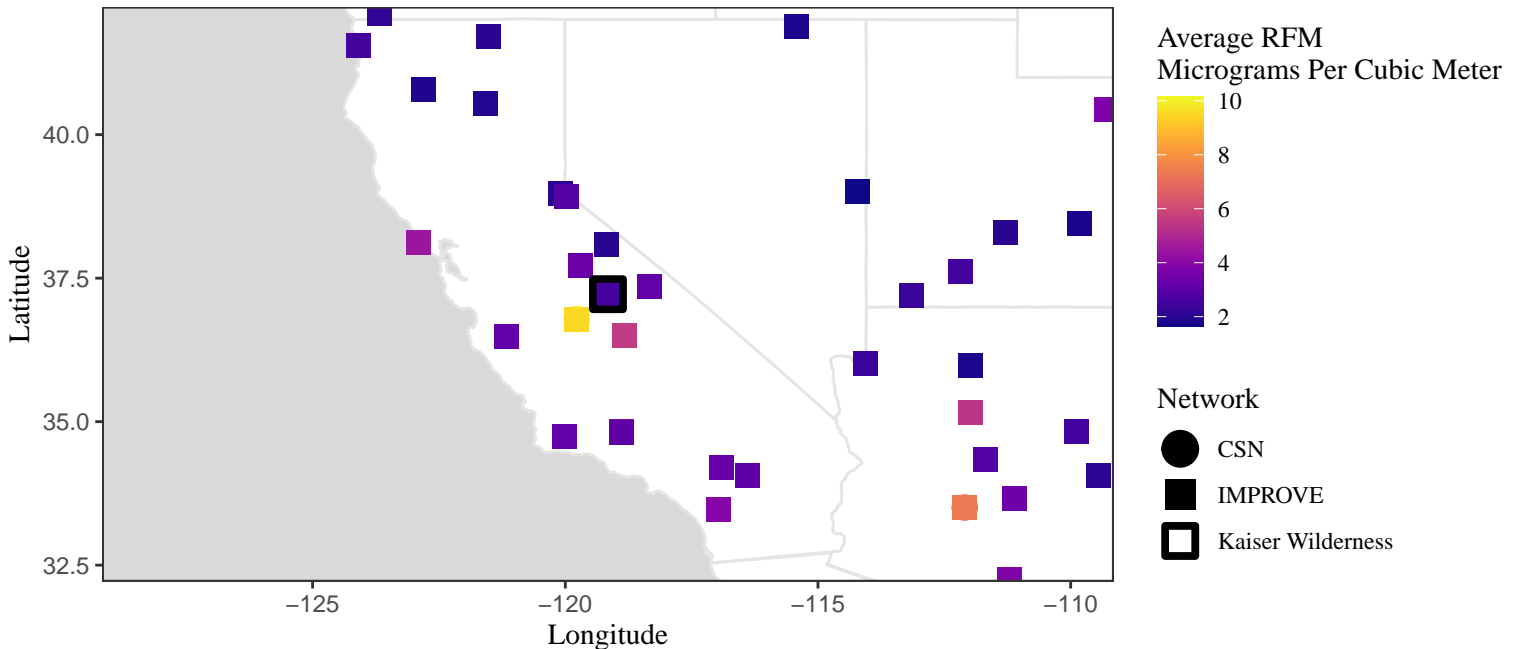 Average RFM
Micrograms Per Cubic Meter
10
8
6
4
2
Network
CSN
IMPROVE
Kaiser Wilderness
Latitude
40.0
37.5
35.0
32.5
−125
−120
−115
−110
Longitude